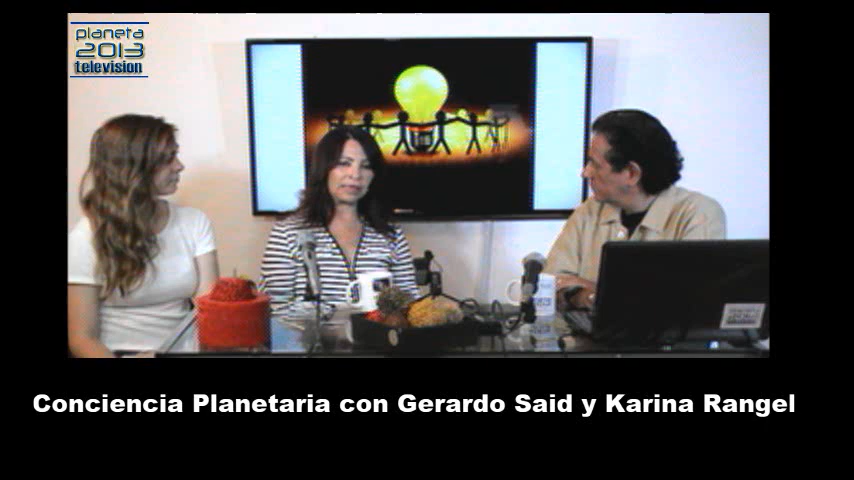 planeta
2013
television
Conciencia Planetaria con Gerardo Said y Karina Rangel